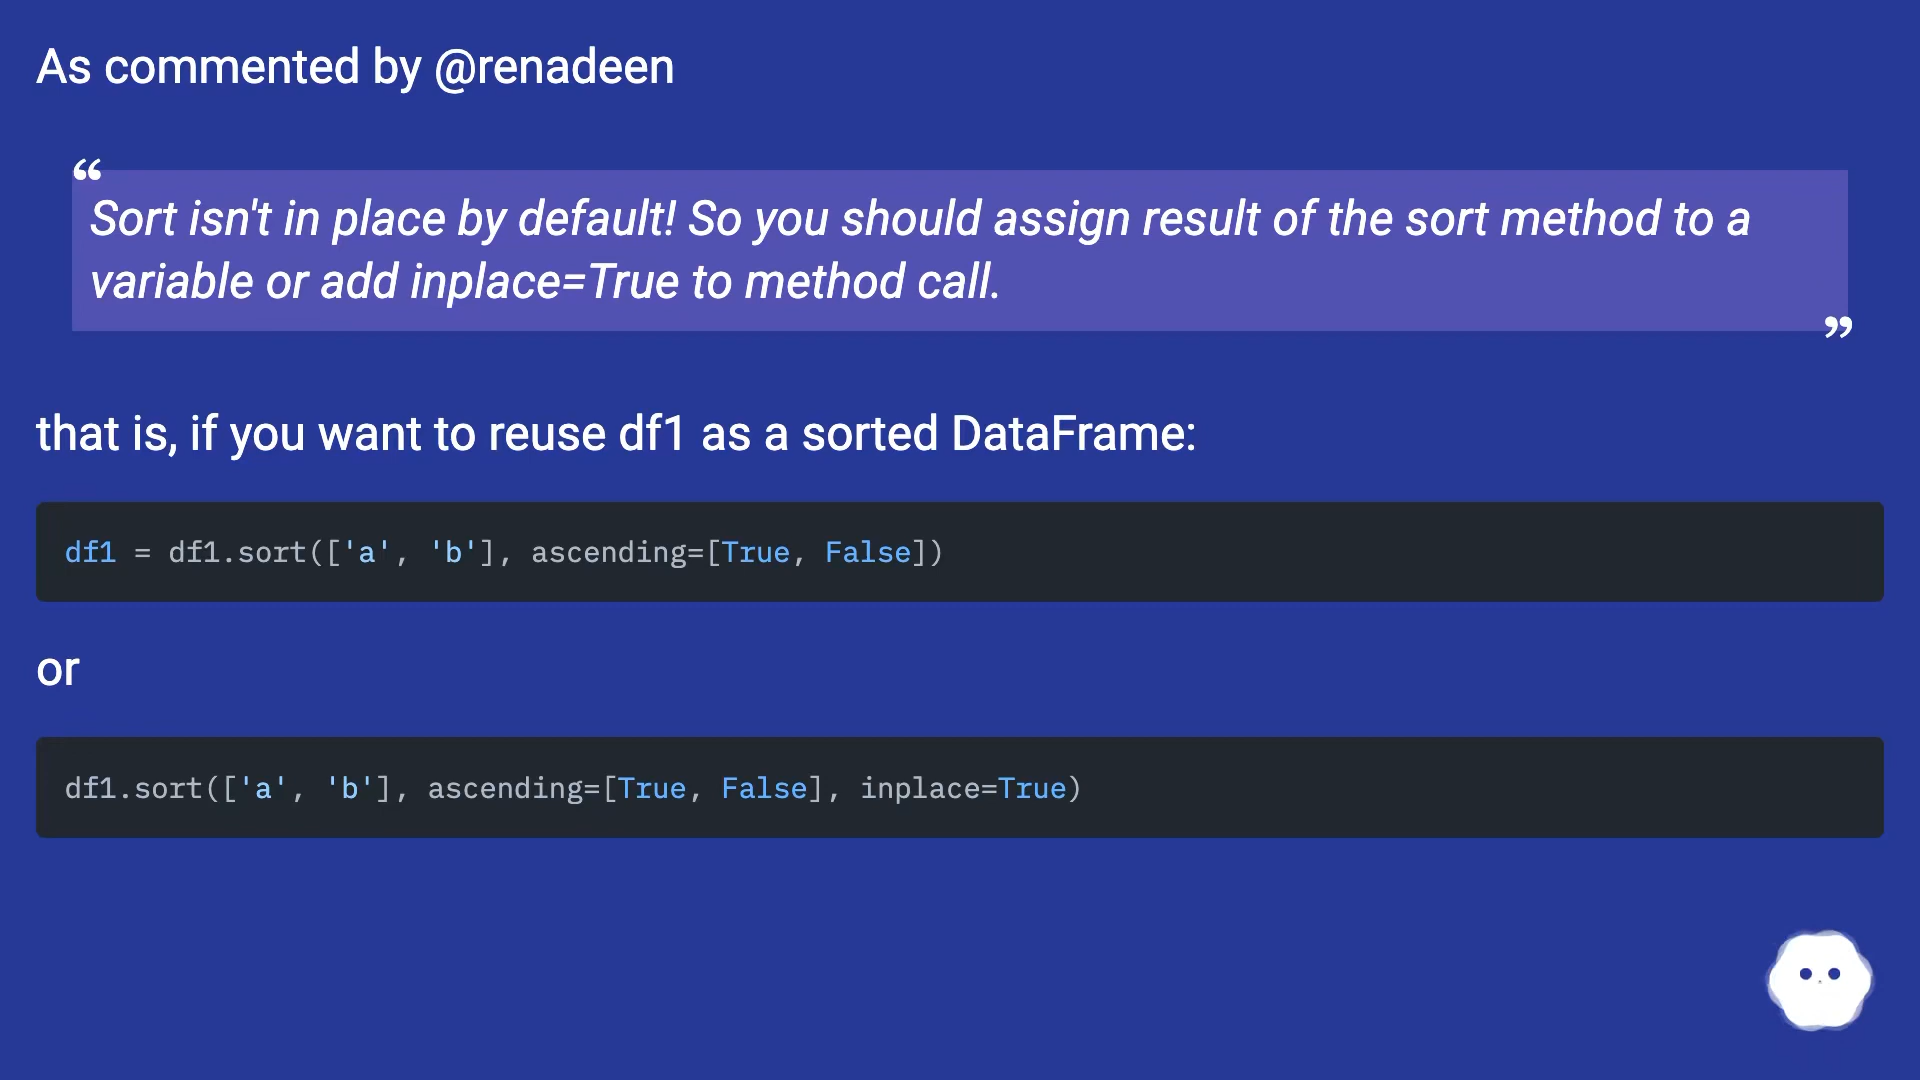 As commented by @renadeen
“
Sort isn't in place by default! So you should assign result of the sort method to a
variable or add inplace=True to method call.
”
that is, if you want to reuse df1 as a sorted DataFrame:
df1 = df1.sort(['a', 'b'], ascending=[True, False])
or
df1.sort(['a', 'b'], ascending=[True, False], inplace=True)